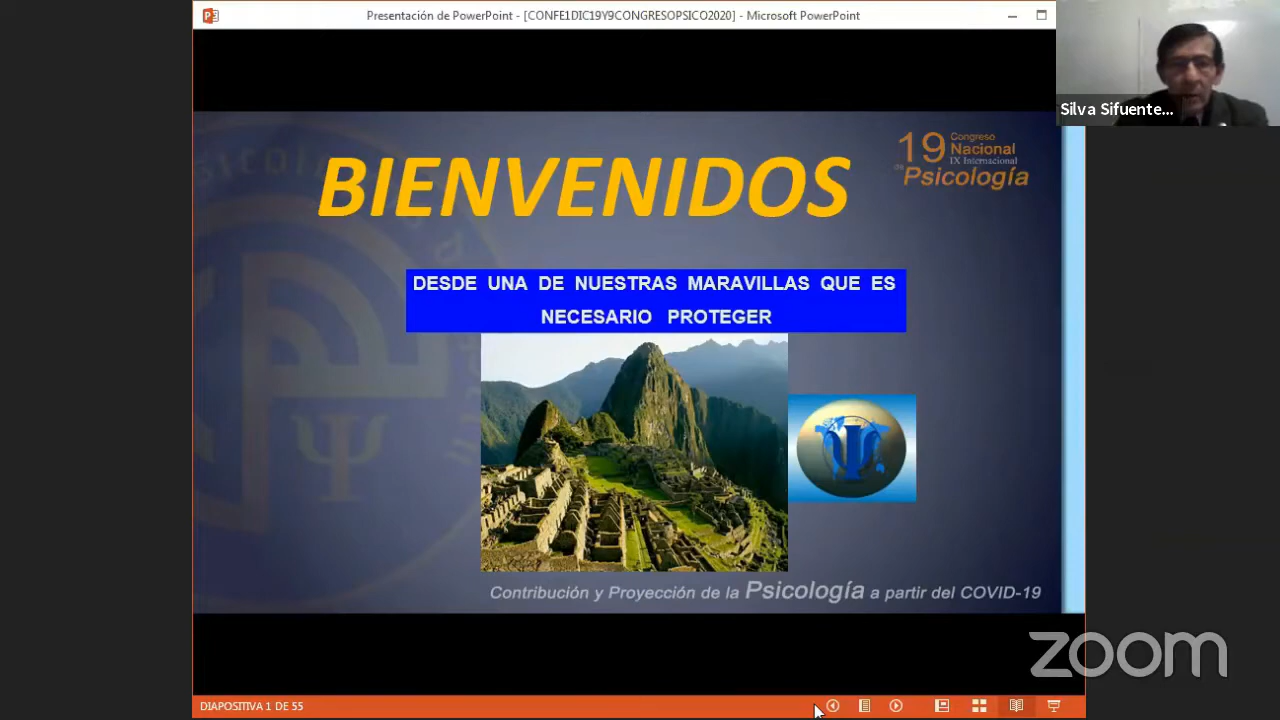 Presentación de PowerPoint - [CONFE1DIC19Y9CONGRESOPSICO2020] - Microsoft PowerPoint
Silva Sifuente...
19 Congreso
Nacional
IX Internacional
de Psicología
BIENVENIDOS
DESDE UNA DE NUESTRAS MARAVILLAS QUE ES
NECESARIO PROTEGER
Ψ
Ψ
Contribución y Proyección de la Psicología a partir del COVID-19
zoom
DIAPOSITIVA 1 DE 55